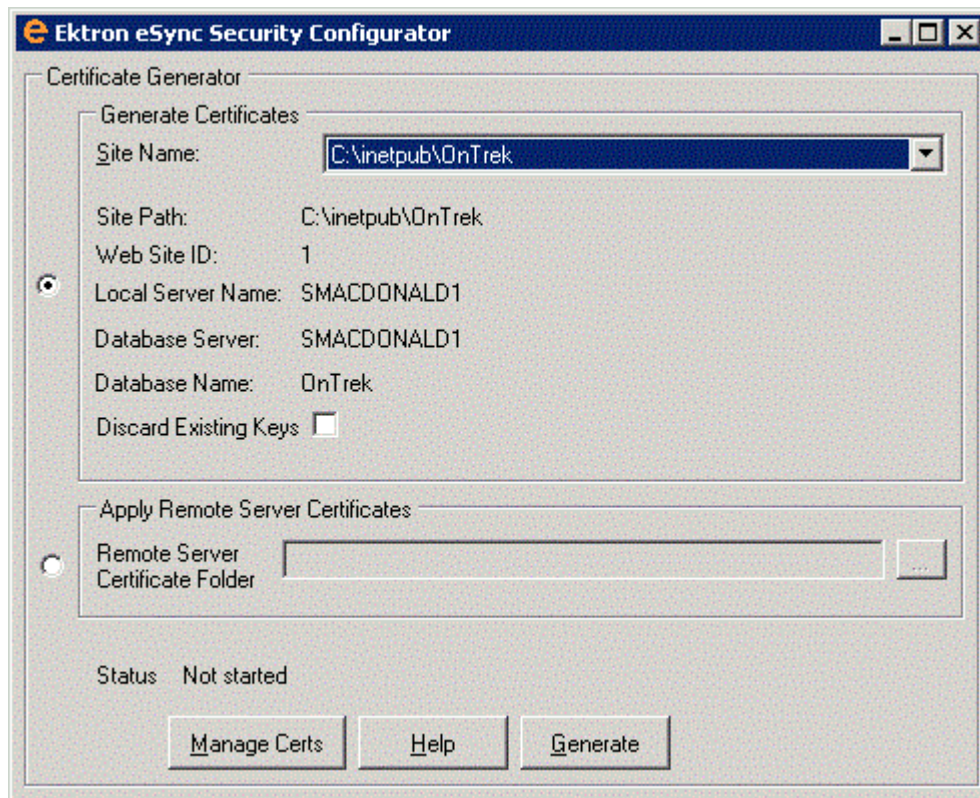 Ektron eSync Security Configurator
Certificate Generator
Generate Certificates
Site Name: C:\inetpub\OnTrek
Site Path: C:\inetpub\OnTrek
Web Site ID: 1
Local Server Name: SMACDONALD1
Database Server: SMACDONALD1
Database Name: OnTrek
Discard Existing Keys
Apply Remote Server Certificates
Remote Server
Certificate Folder ...
Status Not started
Manage Certs Help Generate